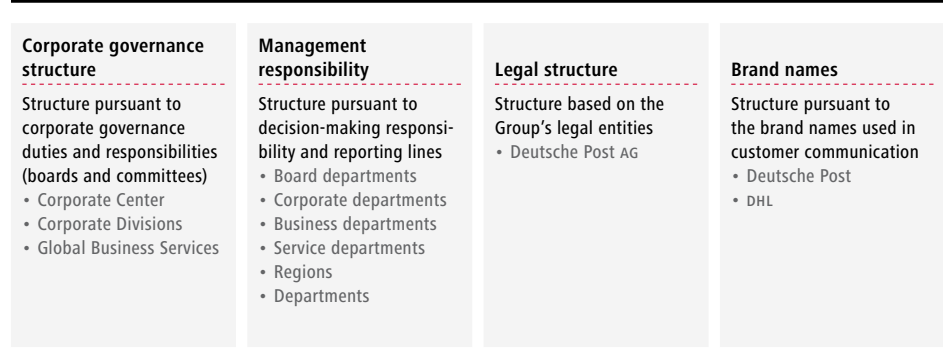 Corporate governance
structure
Structure pursuant to
corporate governance
duties and responsibilities
(boards and committees)
• Corporate Center
• Corporate Divisions
• Global Business Services
Management
responsibility
Structure pursuant to
decision-making responsi-
bility and reporting lines
• Board departments
• Corporate departments
• Business departments
• Service departments
• Regions
• Departments
Legal structure
Structure based on the
Group’s legal entities
• Deutsche Post AG
Brand names
Structure pursuant to
the brand names used in
customer communication
• Deutsche Post
• DHL